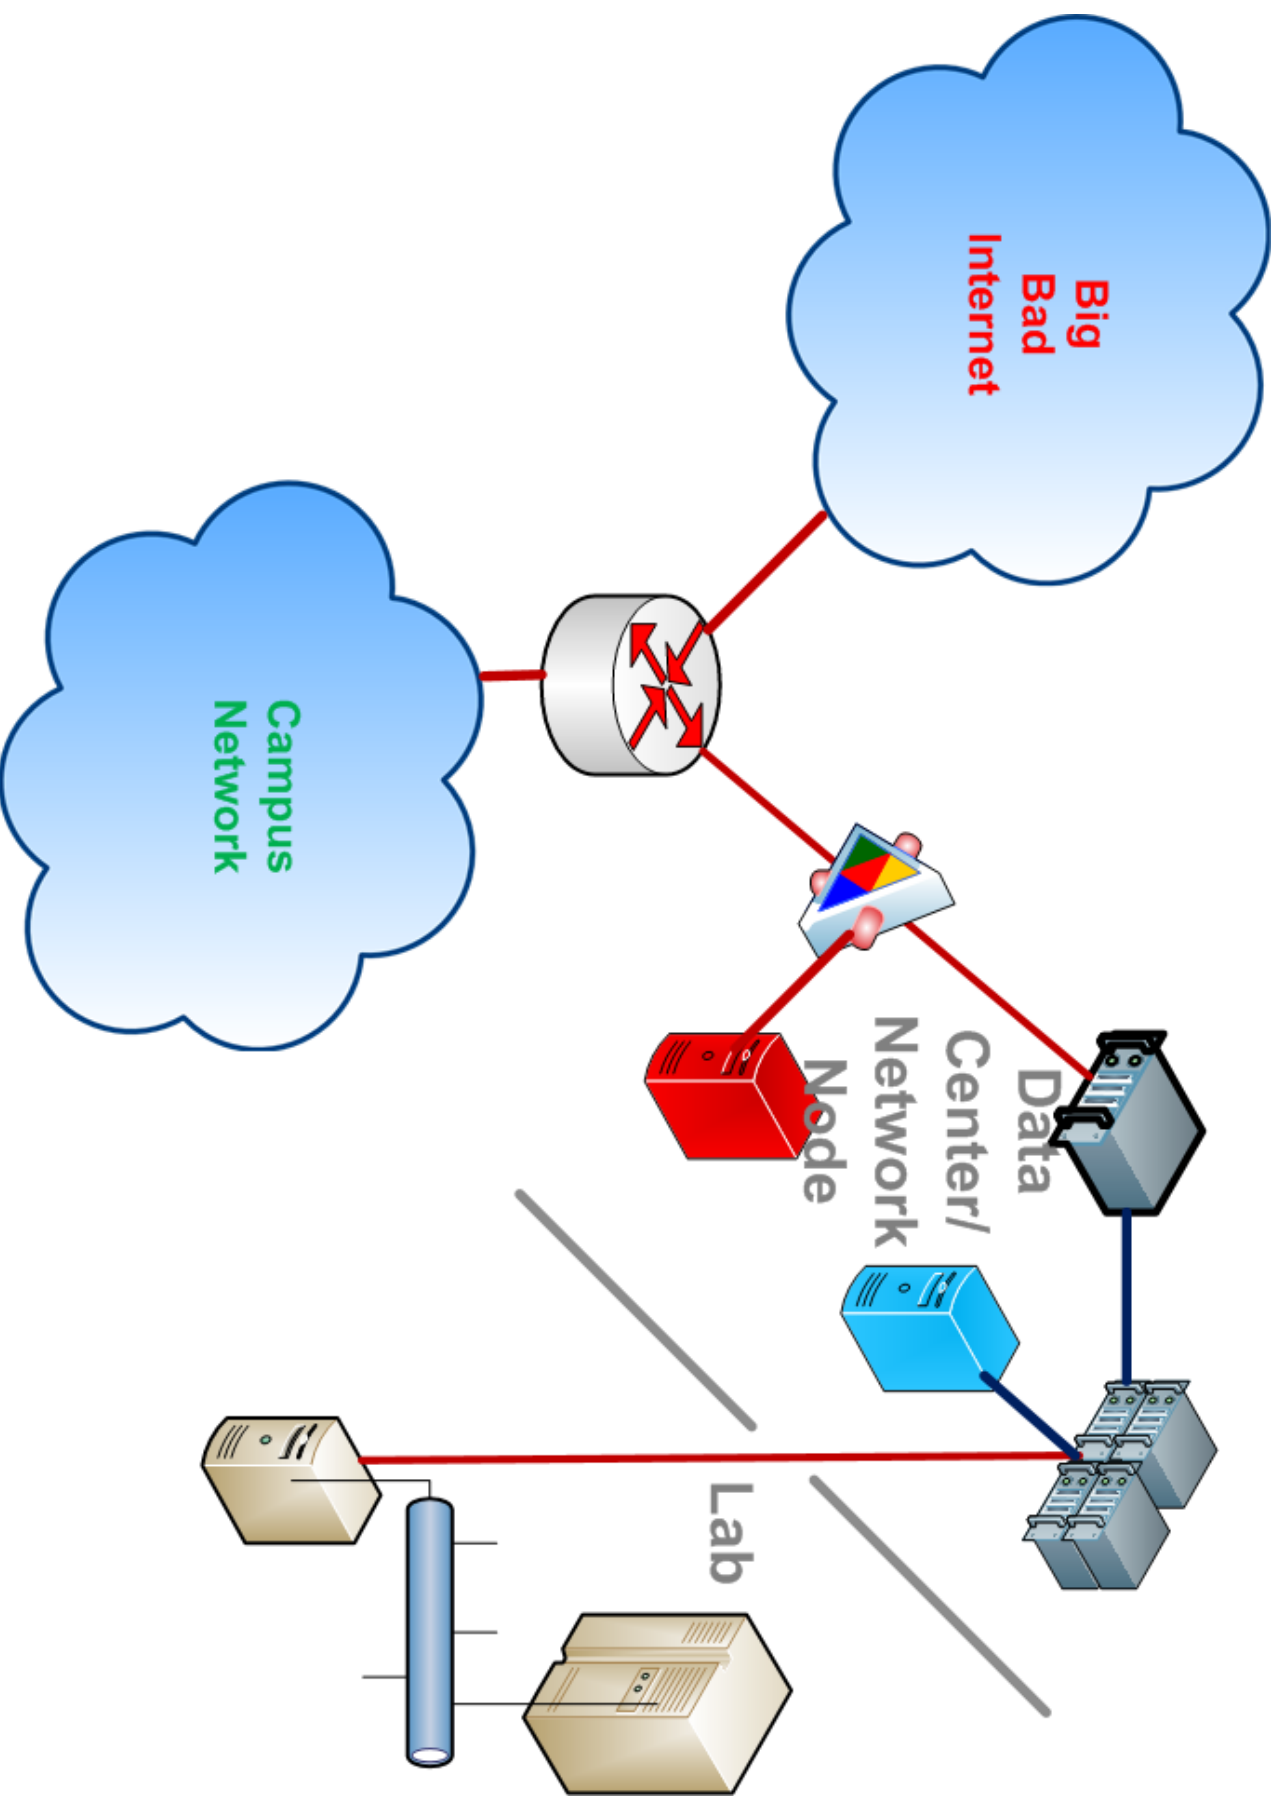 Big
Bad
Internet
Campus
Network
Data
Center/
Network
Node
Lab